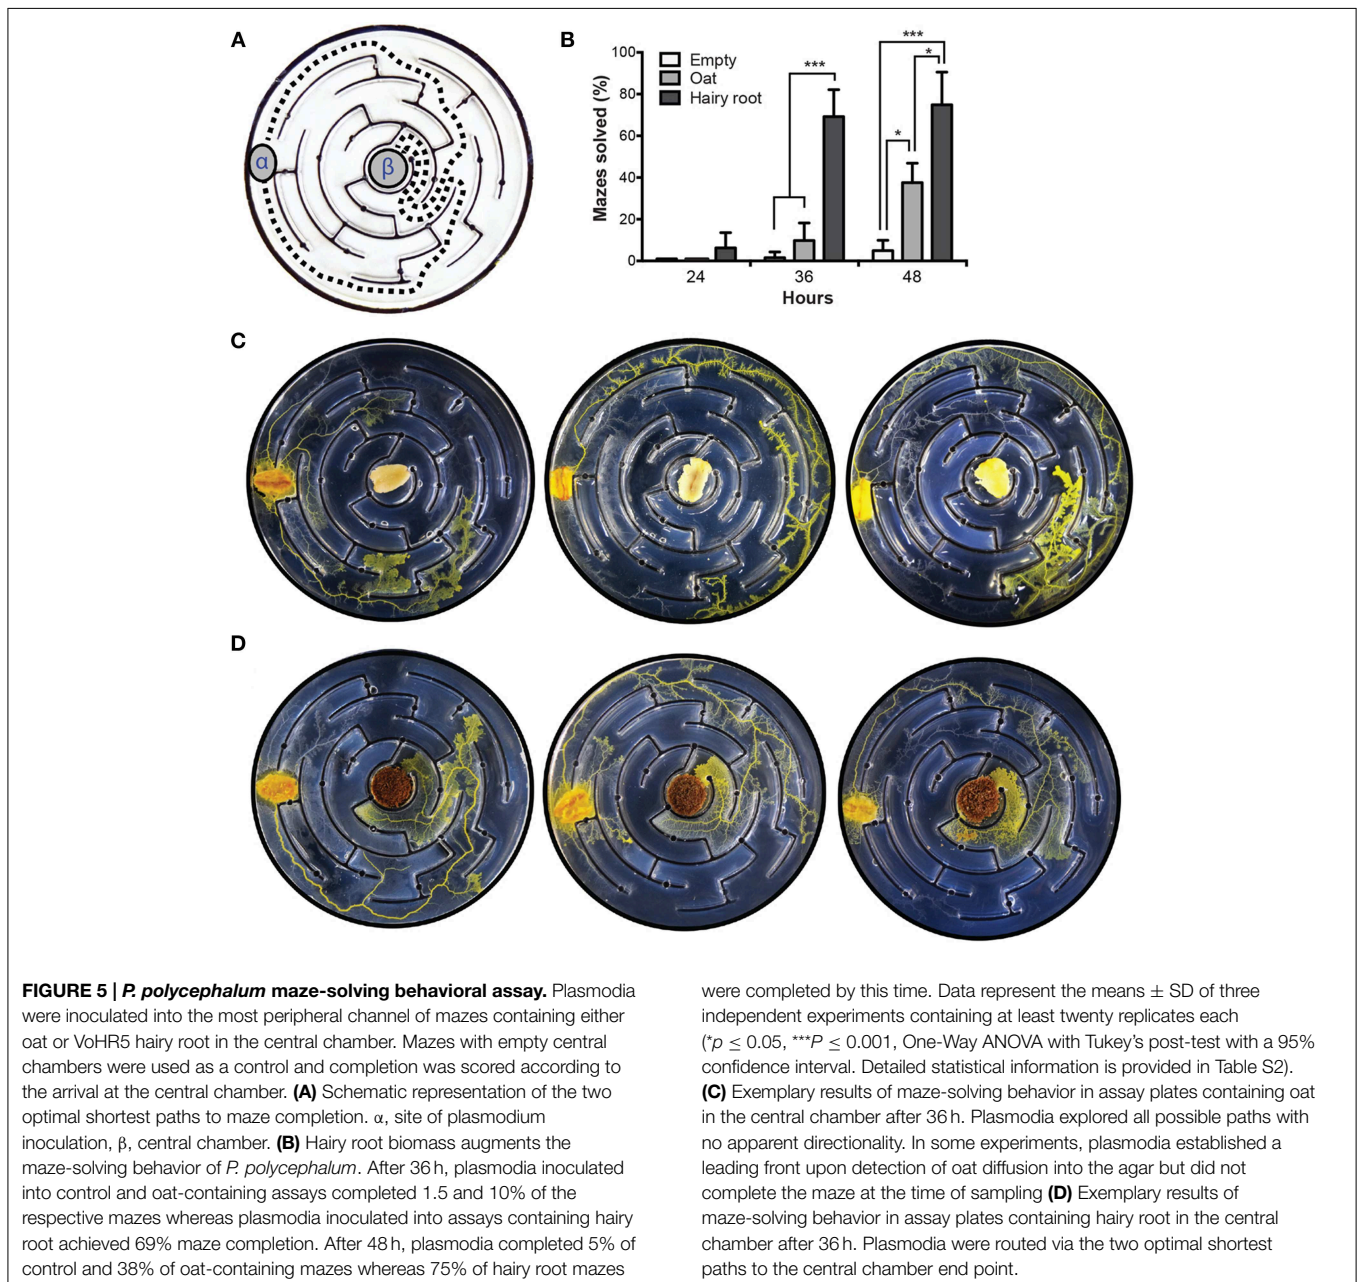 A
α
β
B
Mazes solved (%)
100
80
60
40
20
0
Empty
Oat
Hairy root
***
*
*
***
24
36
48
Hours
C
D
FIGURE 5 | P. polycephalum maze-solving behavioral assay. Plasmodia
were inoculated into the most peripheral channel of mazes containing either
oat or VoHR5 hairy root in the central chamber. Mazes with empty central
chambers were used as a control and completion was scored according to
the arrival at the central chamber. (A) Schematic representation of the two
optimal shortest paths to maze completion. α, site of plasmodium
inoculation, β, central chamber. (B) Hairy root biomass augments the
maze-solving behavior of P. polycephalum. After 36 h, plasmodia inoculated
into control and oat-containing assays completed 1.5 and 10% of the
respective mazes whereas plasmodia inoculated into assays containing hairy
root achieved 69% maze completion. After 48 h, plasmodia completed 5% of
control and 38% of oat-containing mazes whereas 75% of hairy root mazes
were completed by this time. Data represent the means ± SD of three
independent experiments containing at least twenty replicates each
(*p ≤ 0.05, ***P ≤ 0.001, One-Way ANOVA with Tukey's post-test with a 95%
confidence interval. Detailed statistical information is provided in Table S2).
(C) Exemplary results of maze-solving behavior in assay plates containing oat
in the central chamber after 36 h. Plasmodia explored all possible paths with
no apparent directionality. In some experiments, plasmodia established a
leading front upon detection of oat diffusion into the agar but did not
complete the maze at the time of sampling (D) Exemplary results of
maze-solving behavior in assay plates containing hairy root in the central
chamber after 36 h. Plasmodia were routed via the two optimal shortest
paths to the central chamber end point.